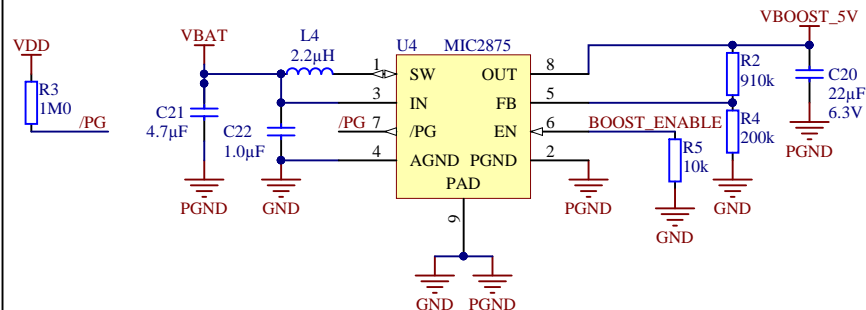 VDD
R3
1M0
/PG
VBAT
L4
2.2µH
C21
4.7µF
C22
1.0µF
PGND
GND
/PG
U4 MIC2875
1 SW OUT 8
3 IN FB 5
7 /PG EN 6
4 AGND PGND 2
PAD
9
GND PGND
PGND
BOOST_ENABLE
R5
10k
GND
VBOOST_5V
R2
910k
R4
200k
GND
C20
22µF
6.3V
PGND